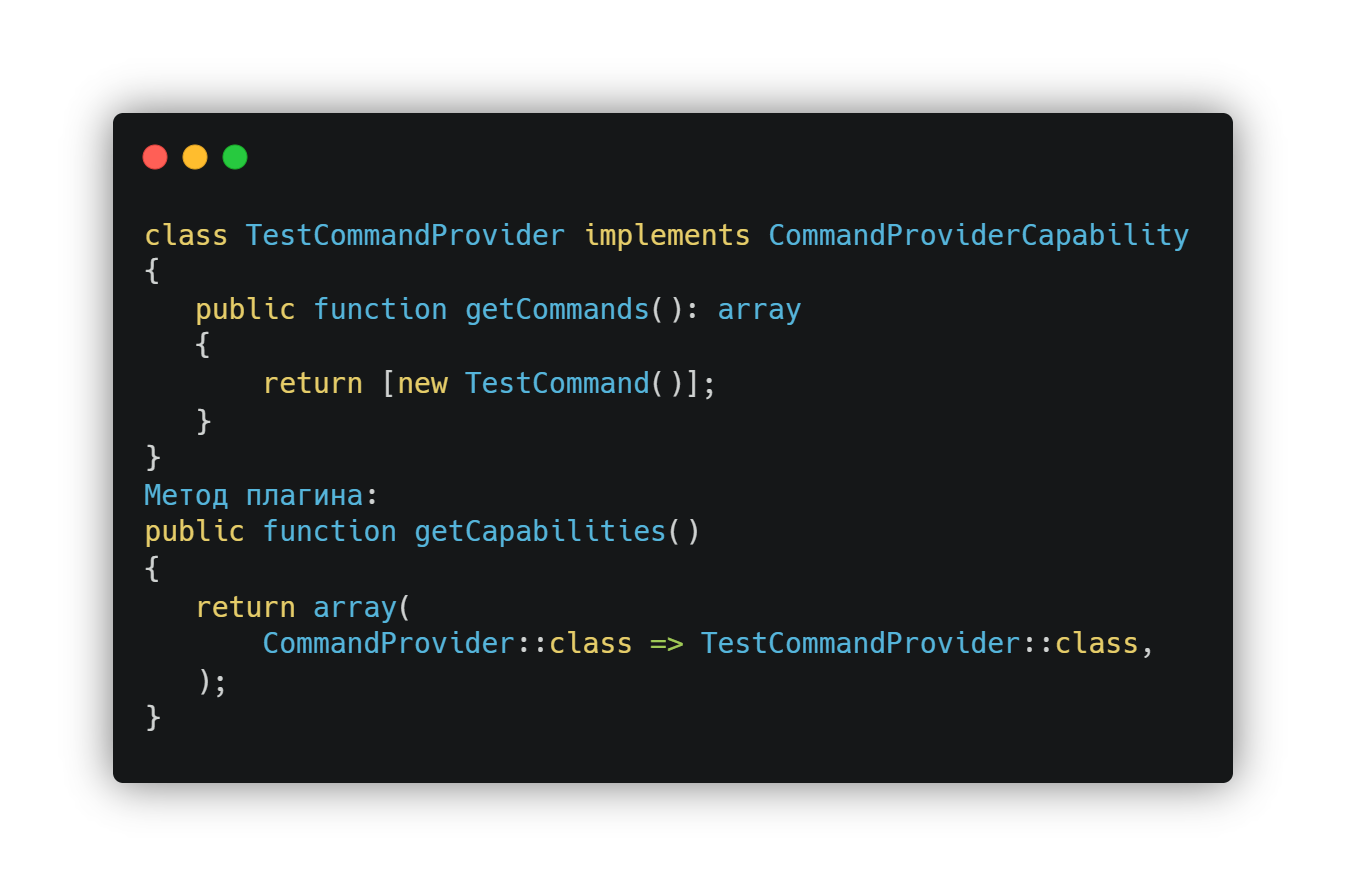 class TestCommandProvider implements CommandProviderCapability
{
   public function getCommands(): array
   {
       return [new TestCommand()];
   }
}
Метод плагина:
public function getCapabilities()
{
   return array(
       CommandProvider::class => TestCommandProvider::class,
   );
}